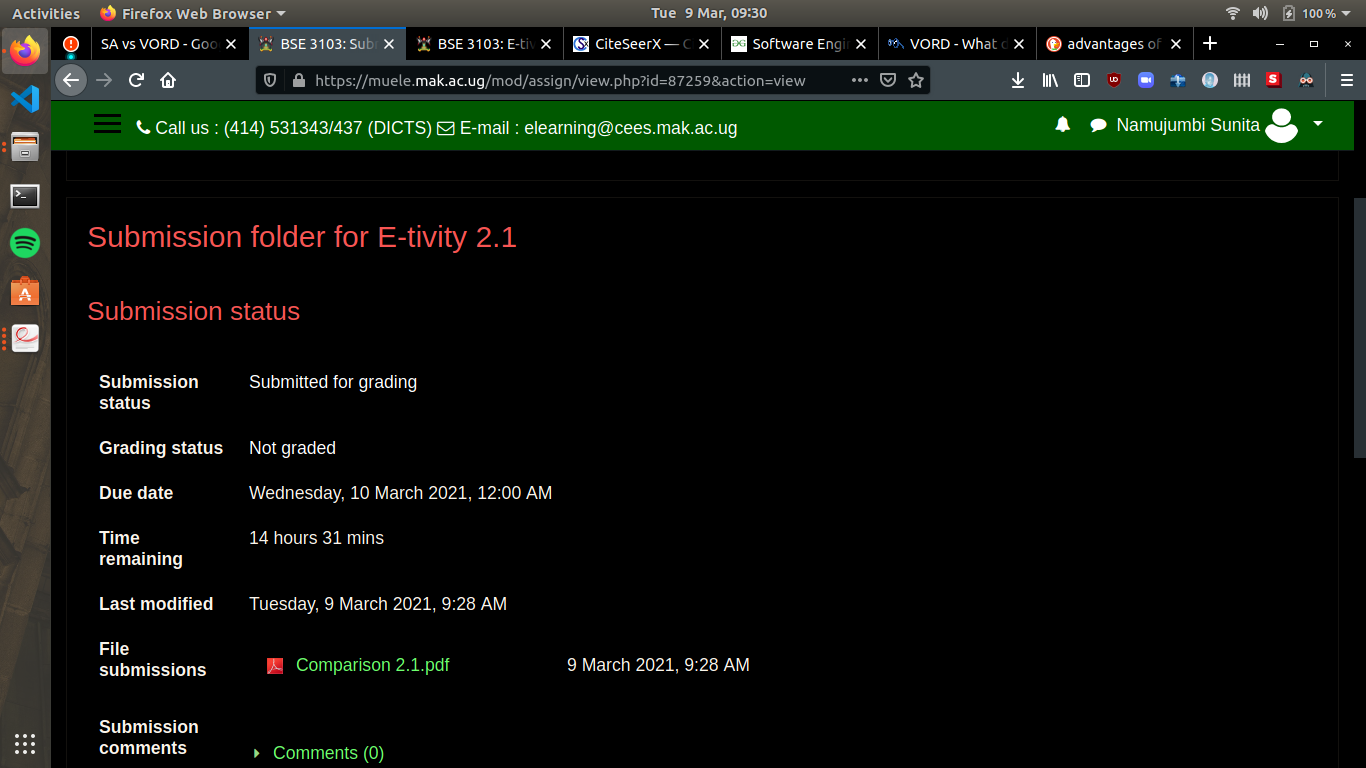 Activities Firefox Web Browser Tue 9 Mar, 09:30 100 %
SA vs VORD - Goo BSE 3103: Sub BSE 3103: E-tiv CiteSeerX — C Software Engi VORD - What d advantages of
https://muele.mak.ac.ug/mod/assign/view.php?id=87259&action=view
Call us : (414) 531343/437 (DICTS) E-mail : elearning@cees.mak.ac.ug Namujumbi Sunita
Submission folder for E-tivity 2.1
Submission status
Submission status Submitted for grading
Grading status Not graded
Due date Wednesday, 10 March 2021, 12:00 AM
Time remaining 14 hours 31 mins
Last modified Tuesday, 9 March 2021, 9:28 AM
File submissions Comparison 2.1.pdf 9 March 2021, 9:28 AM
Submission comments Comments (0)